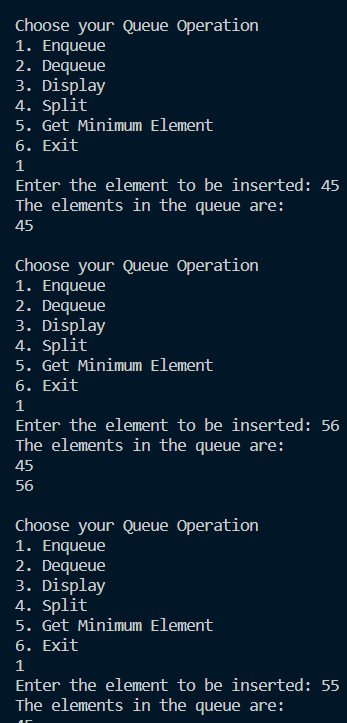 Choose your Queue Operation
1. Enqueue
2. Dequeue
3. Display
4. Split
5. Get Minimum Element
6. Exit
1
Enter the element to be inserted: 45
The elements in the queue are:
45
Choose your Queue Operation
1. Enqueue
2. Dequeue
3. Display
4. Split
5. Get Minimum Element
6. Exit
1
Enter the element to be inserted: 56
The elements in the queue are:
45
56
Choose your Queue Operation
1. Enqueue
2. Dequeue
3. Display
4. Split
5. Get Minimum Element
6. Exit
1
Enter the element to be inserted: 55
The elements in the queue are: